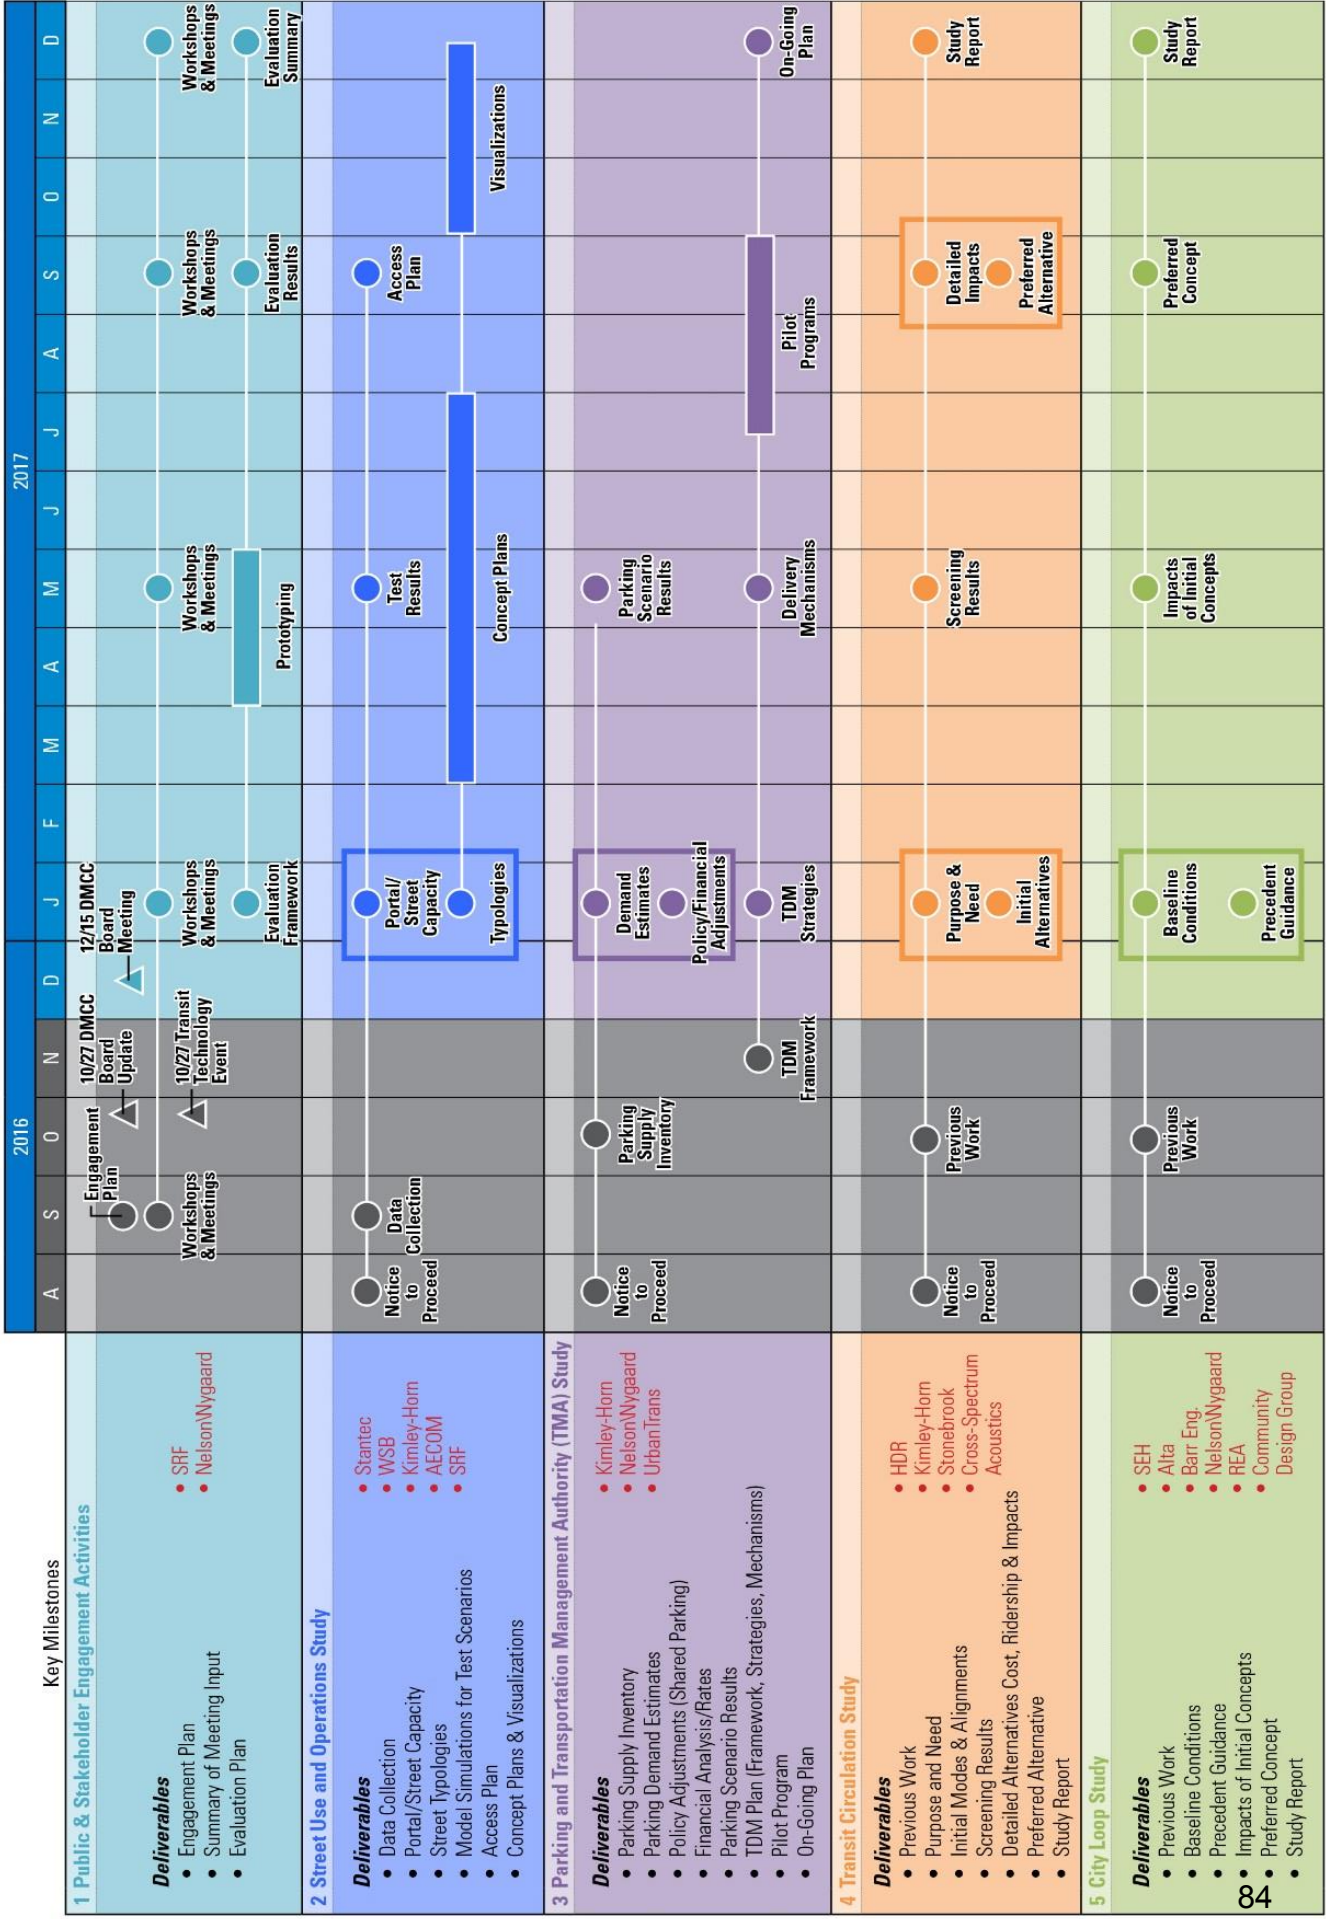 Key Milestones
2016
2017
A
S
O
N
D
J
F
M
A
M
J
J
A
S
O
N
D
1 Public & Stakeholder Engagement Activities
Deliverables
• Engagement Plan
• Summary of Meeting Input
• Evaluation Plan
• SRF
• Nelson\Nygaard
Engagement
Plan
Workshops
& Meetings
10/27 DMCC
Board
Update
10/27 Transit
Technology
Event
12/15 DMCC
Board
Meeting
Workshops
& Meetings
Evaluation
Framework
Workshops
& Meetings
Prototyping
Workshops
& Meetings
Evaluation
Results
Workshops
& Meetings
Evaluation
Summary
2 Street Use and Operations Study
Deliverables
• Data Collection
• Portal/Street Capacity
• Street Typologies
• Model Simulations for Test Scenarios
• Access Plan
• Concept Plans & Visualizations
• Stantec
• WSB
• Kimley-Horn
• AECOM
• SRF
Notice
to
Proceed
Data
Collection
Portal/
Street
Capacity
Typologies
Test
Results
Concept Plans
Access
Plan
Visualizations
3 Parking and Transportation Management Authority (TMA) Study
Deliverables
• Parking Supply Inventory
• Parking Demand Estimates
• Policy Adjustments (Shared Parking)
• Financial Analysis/Rates
• Parking Scenario Results
• TDM Plan (Framework, Strategies, Mechanisms)
• Pilot Program
• On-Going Plan
• Kimley-Horn
• Nelson\Nygaard
• UrbanTrans
Notice
to
Proceed
Parking
Supply
Inventory
TDM
Framework
Demand
Estimates
Policy/Financial
Adjustments
TDM
Strategies
Parking
Scenario
Results
Delivery
Mechanisms
Pilot
Programs
On-Going
Plan
4 Transit Circulation Study
Deliverables
• Previous Work
• Purpose and Need
• Initial Modes & Alignments
• Screening Results
• Detailed Alternatives Cost, Ridership & Impacts
• Preferred Alternative
• Study Report
• HDR
• Kimley-Horn
• Stonebrook
• Cross-Spectrum
Acoustics
Notice
to
Proceed
Previous
Work
Purpose &
Need
Initial
Alternatives
Screening
Results
Detailed
Impacts
Preferred
Alternative
Study
Report
5 City Loop Study
Deliverables
• Previous Work
• Baseline Conditions
• Precedent Guidance
• Impacts of Initial Concepts
• Preferred Concept
• Study Report
• SEH
• Alta
• Barr Eng.
• Nelson\Nygaard
• REA
• Community
Design Group
Notice
to
Proceed
Previous
Work
Baseline
Conditions
Precedent
Guidance
Impacts
of Initial
Concepts
Preferred
Concept
Study
Report
84